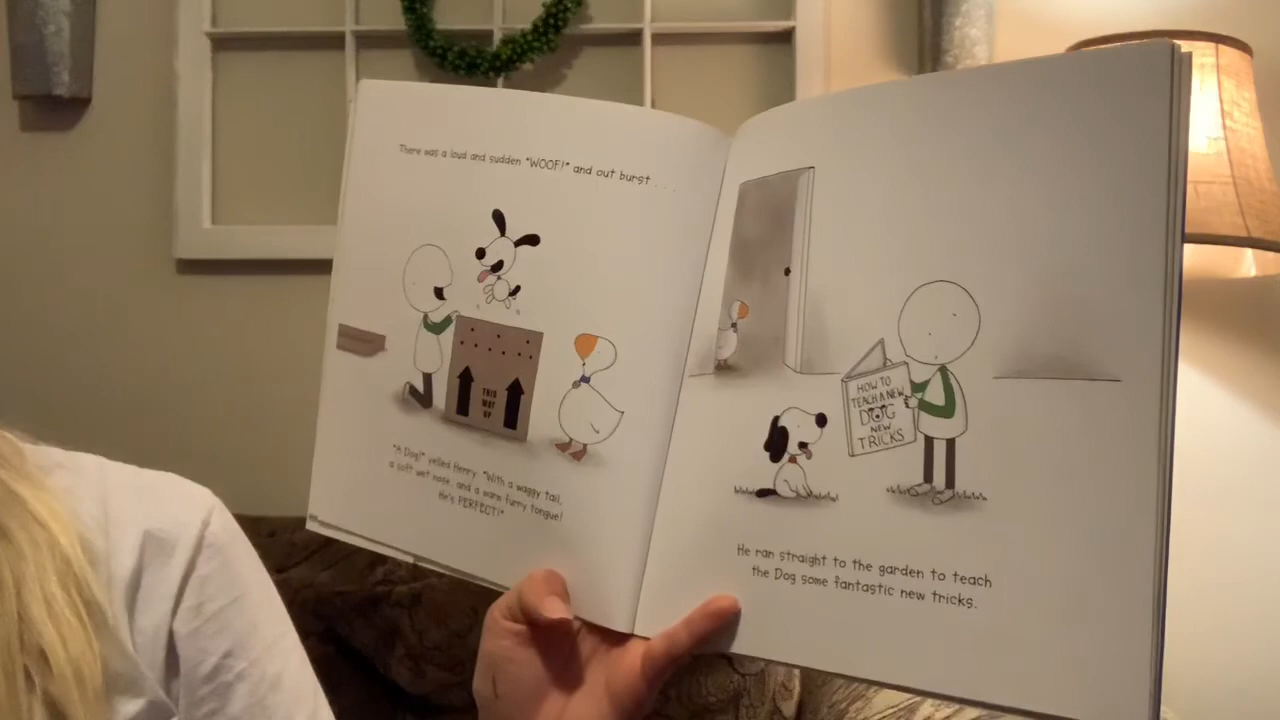 There was a loud and sudden "WOOF!" and out burst . . .
THIS
WAY
UP
"A Dog!" yelled Henry. "With a waggy tail,
a soft wet nose, and a warm furry tongue!
He's PERFECT!"
HOW TO
TEACH A NEW
DOG
NEW
TRICKS
He ran straight to the garden to teach
the Dog some fantastic new tricks.